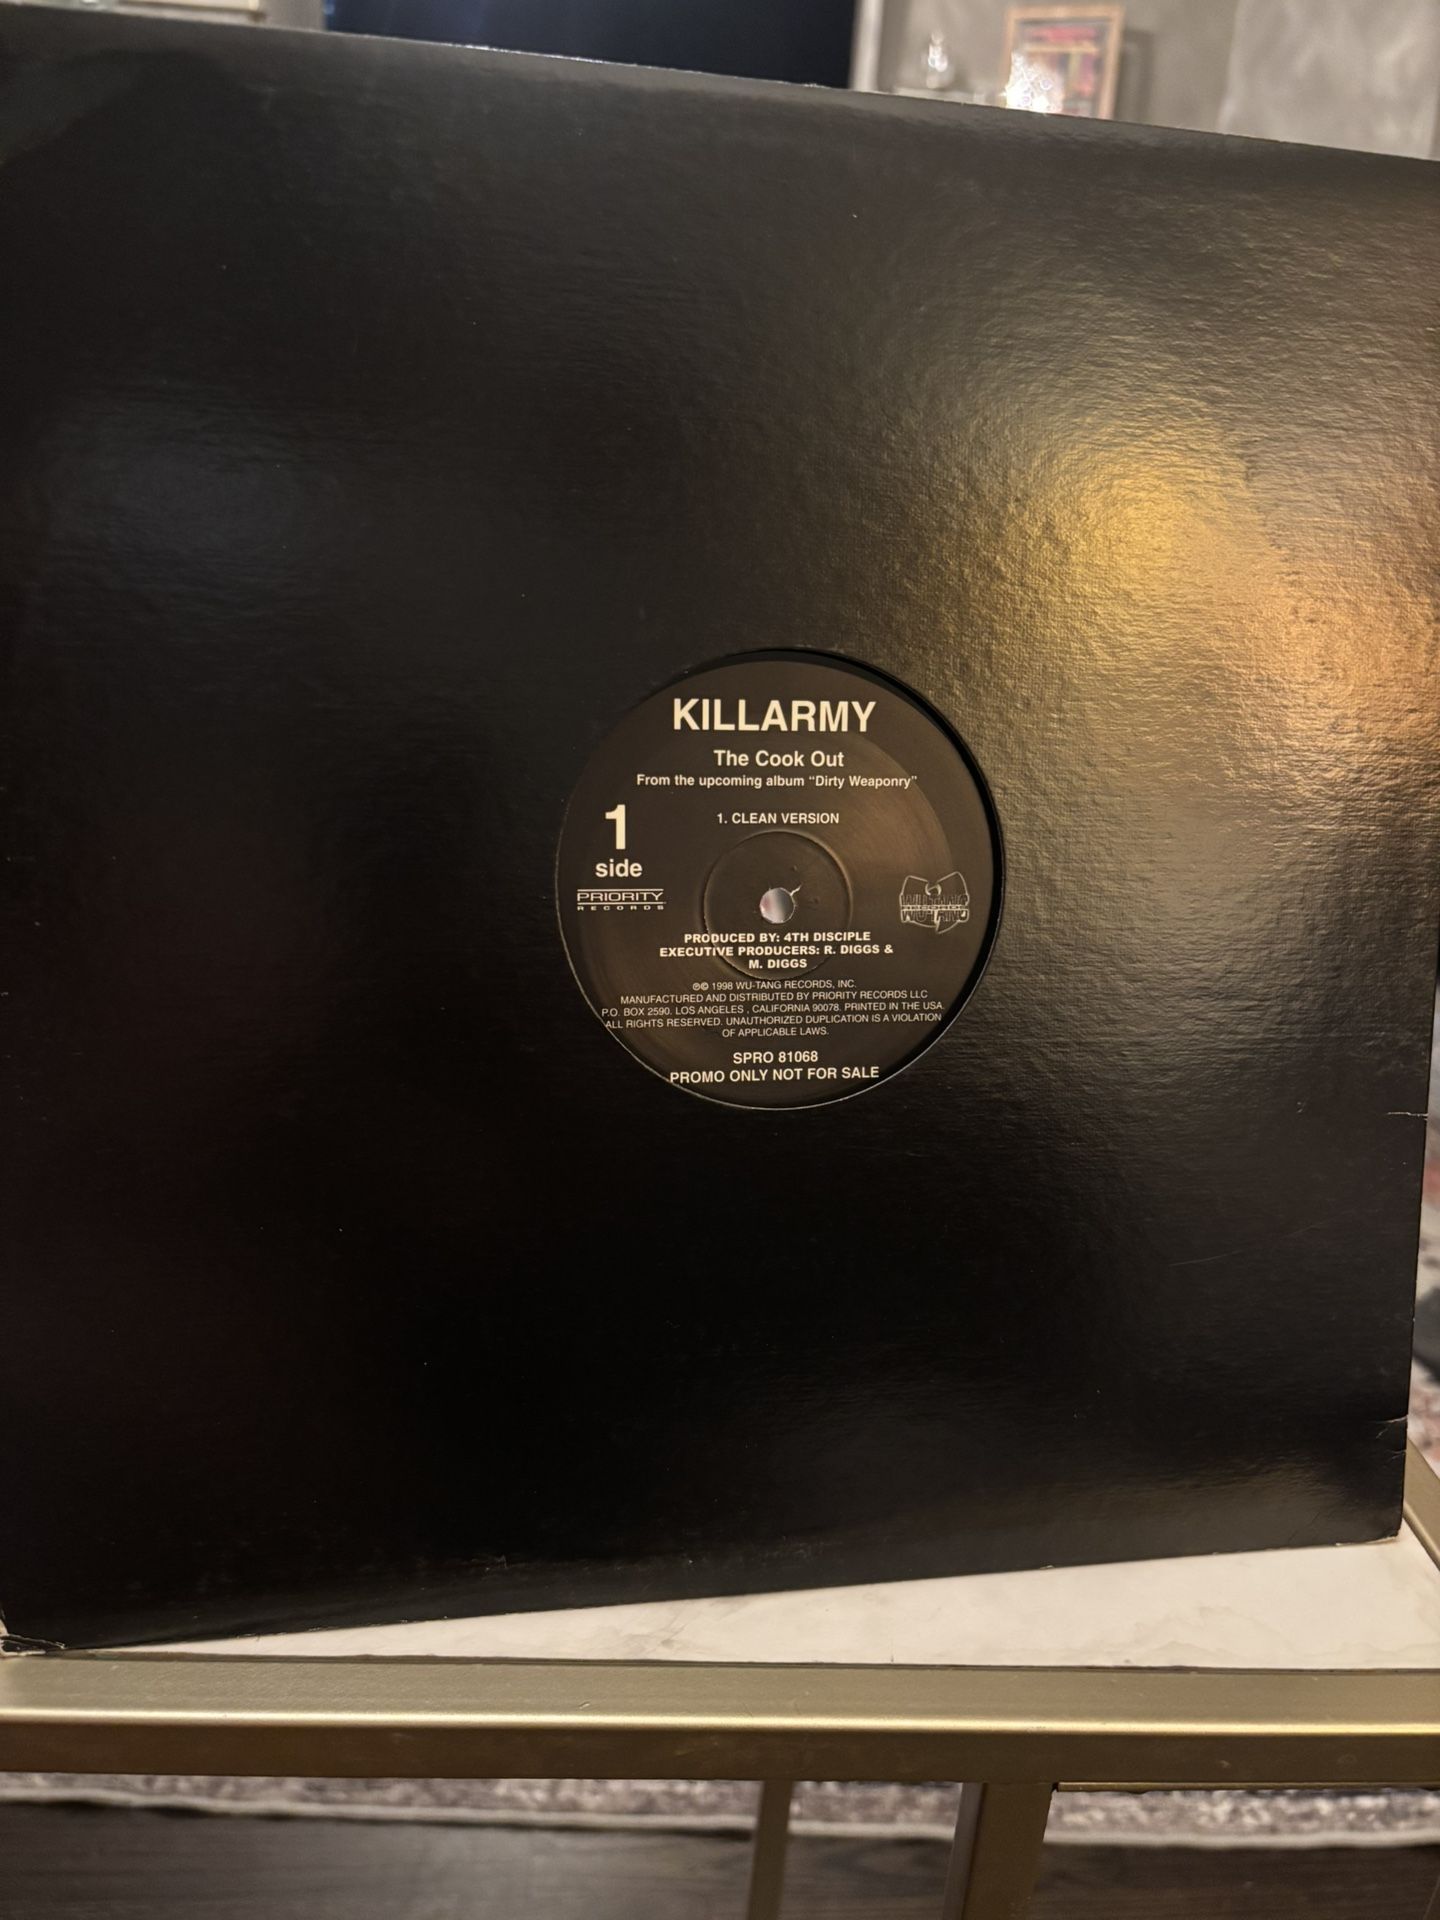 KILLARMY
The Cook Out
From the upcoming album “Dirty Weaponry”
1. CLEAN VERSION
1
side
PRIORITY
RECORDS
WU-TANG
PRODUCED BY: 4TH DISCIPLE
EXECUTIVE PRODUCERS: R. DIGGS &
M. DIGGS
℗© 1998 WU-TANG RECORDS, INC.
MANUFACTURED AND DISTRIBUTED BY PRIORITY RECORDS LLC
P.O. BOX 2590. LOS ANGELES , CALIFORNIA 90078. PRINTED IN THE USA.
ALL RIGHTS RESERVED. UNAUTHORIZED DUPLICATION IS A VIOLATION
OF APPLICABLE LAWS.
SPRO 81068
PROMO ONLY NOT FOR SALE